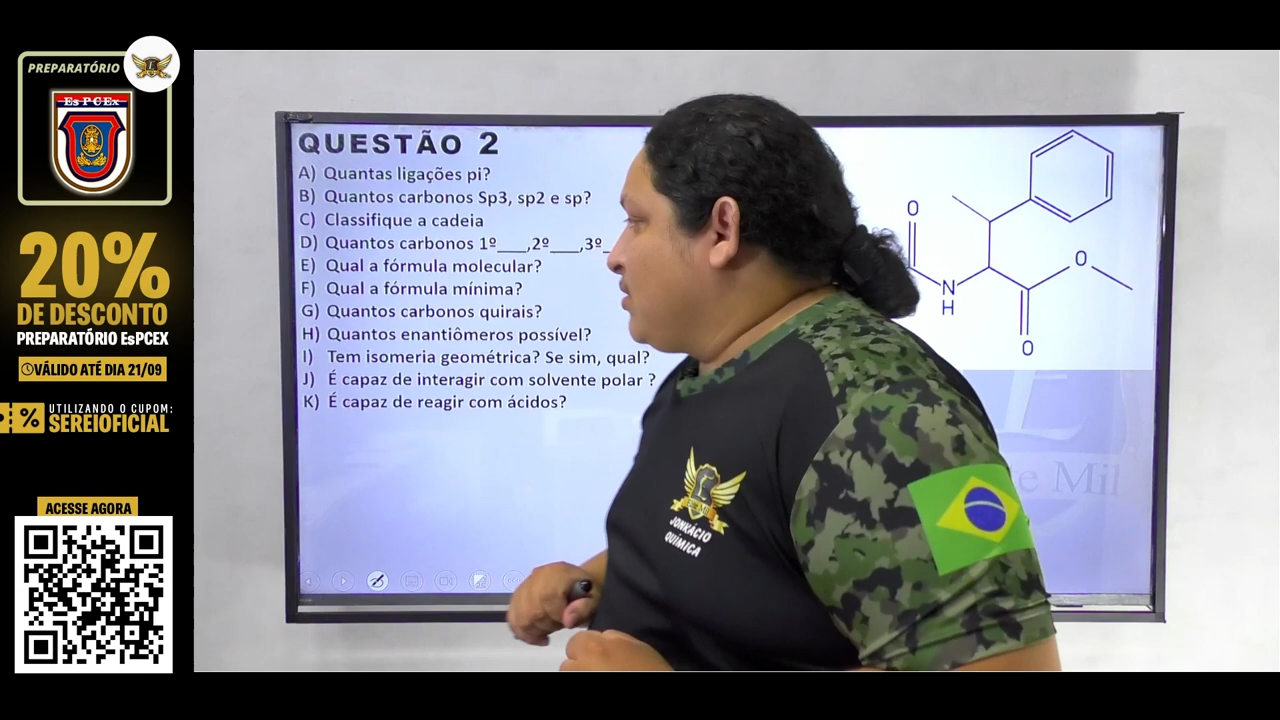 PREPARATÓRIO
EsPCEx
20%
DE DESCONTO
PREPARATÓRIO EsPCEX
VÁLIDO ATÉ DIA 21/09
%
UTILIZANDO O CUPOM:
SEREIOFICIAL
ACESSE AGORA
QUESTÃO 2
A) Quantas ligações pi?
B) Quantos carbonos Sp3, sp2 e sp?
C) Classifique a cadeia
D) Quantos carbonos 1º___,2º___,3º_
E) Qual a fórmula molecular?
F) Qual a fórmula mínima?
G) Quantos carbonos quirais?
H) Quantos enantiômeros possível?
I) Tem isomeria geométrica? Se sim, qual?
J) É capaz de interagir com solvente polar ?
K) É capaz de reagir com ácidos?
O
N
H
O
O
e Mil
JONKÁCIO
QUÍMICA